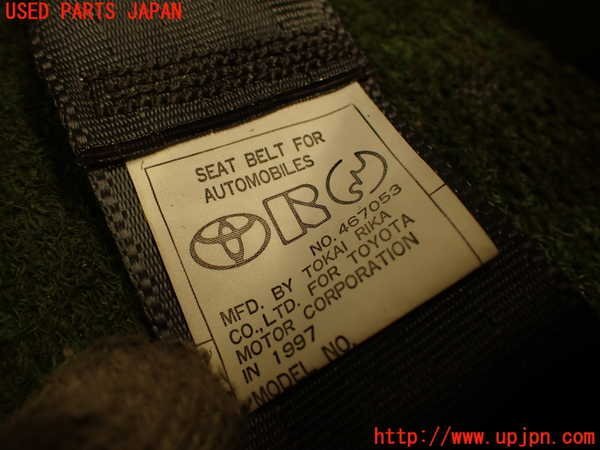 USED PARTS JAPAN
SEAT BELT FOR
AUTOMOBILES
NO. 467053
MFD. BY TOKAI RIKA
CO., LTD. FOR TOYOTA
MOTOR CORPORATION
IN 1997
MODEL NO.
http://www.upjpn.com/